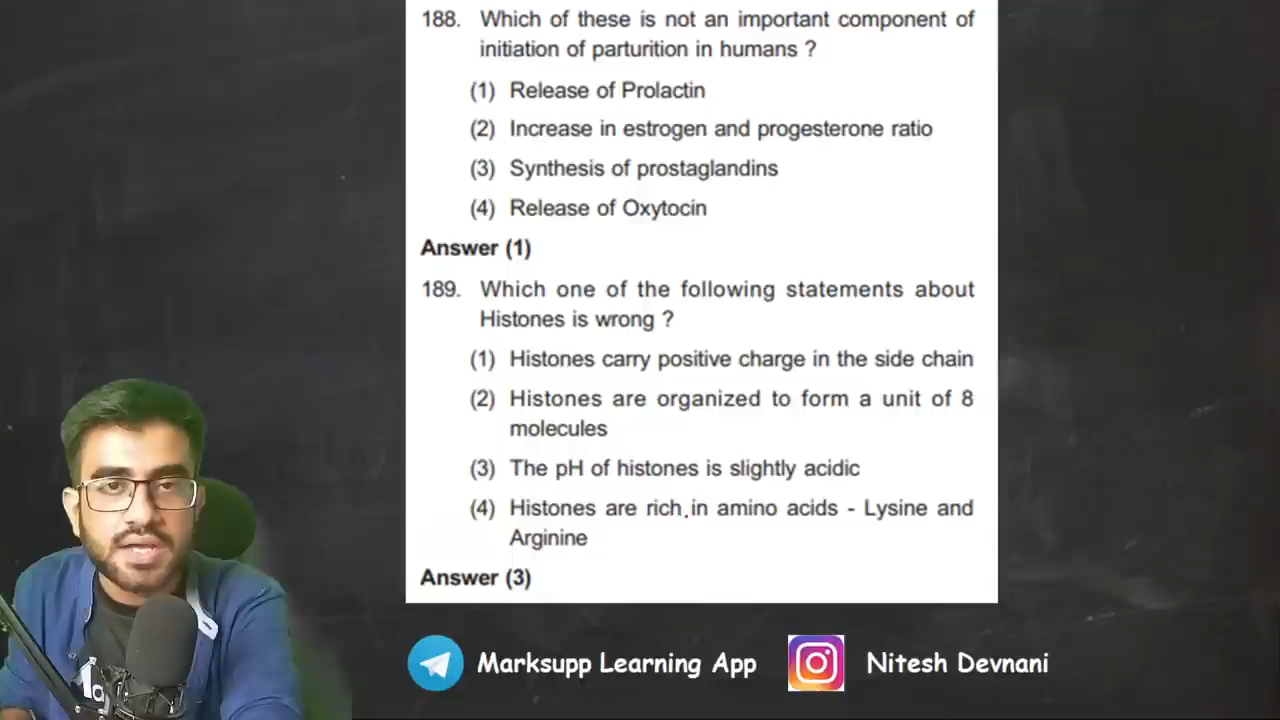 188. Which of these is not an important component of
initiation of parturition in humans ?
(1) Release of Prolactin
(2) Increase in estrogen and progesterone ratio
(3) Synthesis of prostaglandins
(4) Release of Oxytocin
Answer (1)
189. Which one of the following statements about
Histones is wrong ?
(1) Histones carry positive charge in the side chain
(2) Histones are organized to form a unit of 8
molecules
(3) The pH of histones is slightly acidic
(4) Histones are rich in amino acids - Lysine and
Arginine
Answer (3)
Marksupp Learning App
Nitesh Devnani